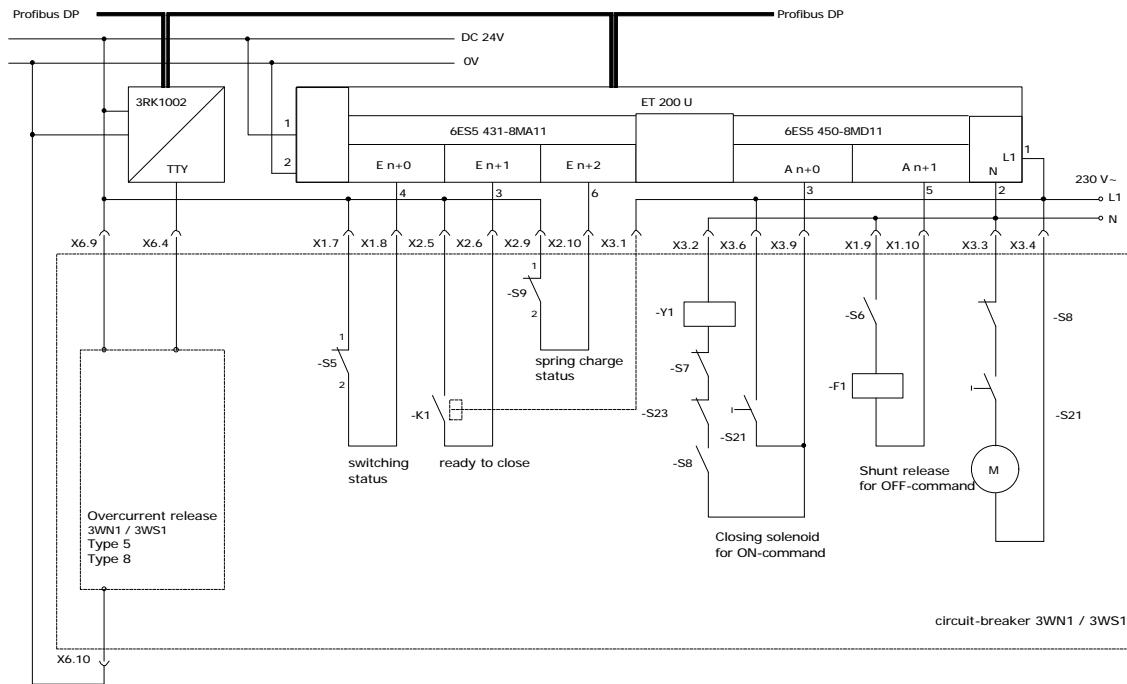 Profibus DP
Profibus DP
DC 24V
0V
3RK1002
TTY
ET 200 U
1
6ES5 431-8MA11
6ES5 450-8MD11
2
E n+0
E n+1
E n+2
A n+0
A n+1
L1
N
1
4
3
6
3
5
2
230 V~
L1
N
X6.9
X6.4
X1.7
X1.8
X2.5
X2.6
X2.9
X2.10
X3.1
X3.2
X3.6
X3.9
X1.9
X1.10
X3.3
X3.4
1
-S9
2
-Y1
-S6
-S8
1
-S5
2
spring charge
status
-S7
-F1
-K1
-S23
-S21
-S21
switching
status
ready to close
-S8
Shunt release
for OFF-command
M
Overcurrent release
3WN1 / 3WS1
Type 5
Type 8
Closing solenoid
for ON-command
circuit-breaker 3WN1 / 3WS1
X6.10